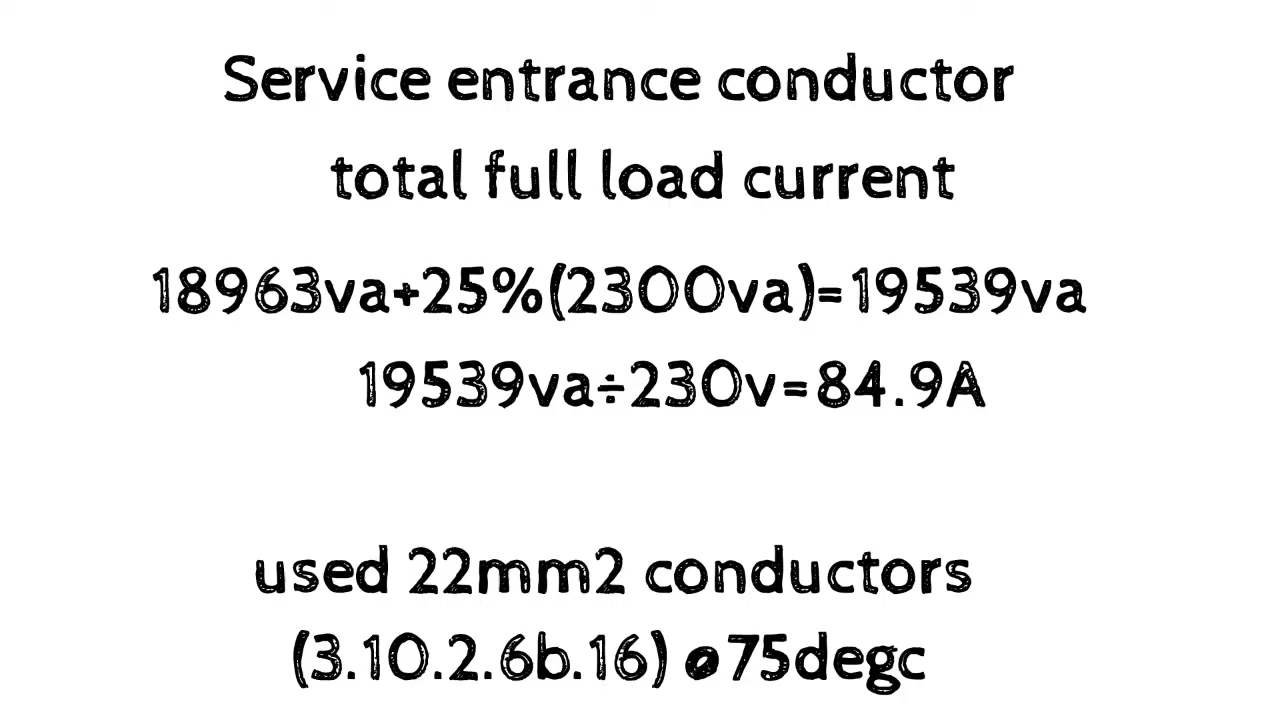 Service entrance conductor
total full load current
18963va+25%(2300va)=19539va
19539va÷230v=84.9A
used 22mm2 conductors
(3.10.2.6b.16) @75degc